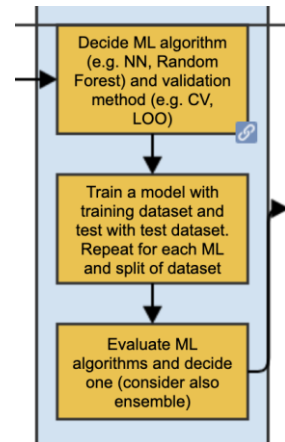 Decide ML algorithm
(e.g. NN, Random
Forest) and validation
method (e.g. CV,
LOO)
Train a model with
training dataset and
test with test dataset.
Repeat for each ML
and split of dataset
Evaluate ML
algorithms and decide
one (consider also
ensemble)